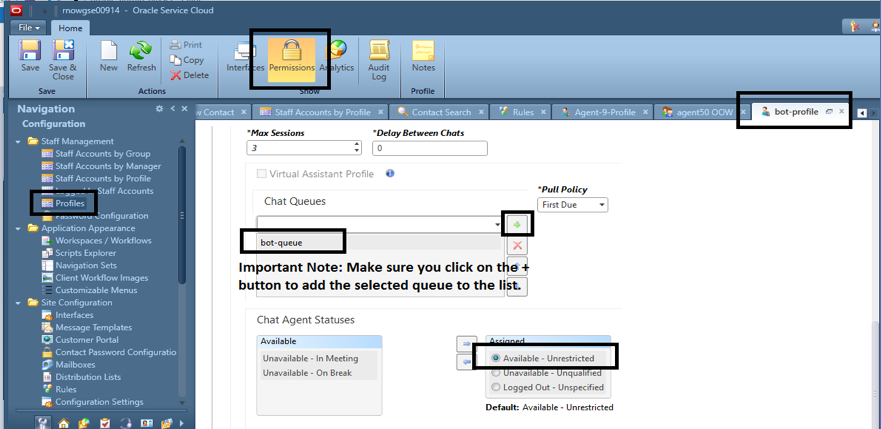 rnowgse00914 - Oracle Service Cloud
File Home
Save Save & Close New Refresh Print Copy Delete Interfaces Permissions Analytics Audit Log Notes
Save Actions Show Profile
Navigation
Configuration
w Contact Staff Accounts by Profile Contact Search Rules Agent-9-Profile agent50 OOW bot-profile
Staff Management
Staff Accounts by Group
Staff Accounts by Manager
Staff Accounts by Profile
Staff Accounts
Profiles
Password Configuration
Application Appearance
Workspaces / Workflows
Scripts Explorer
Navigation Sets
Client Workflow Images
Customizable Menus
Site Configuration
Interfaces
Message Templates
Customer Portal
Contact Password Configuratio
Mailboxes
Distribution Lists
Rules
Configuration Settings
*Max Sessions *Delay Between Chats
3 0
Virtual Assistant Profile
*Pull Policy
Chat Queues First Due
bot-queue
Important Note: Make sure you click on the +
button to add the selected queue to the list.
Chat Agent Statuses
Available Assigned
Unavailable - In Meeting Available - Unrestricted
Unavailable - On Break Unavailable - Unqualified
Logged Out - Unspecified
Default: Available - Unrestricted